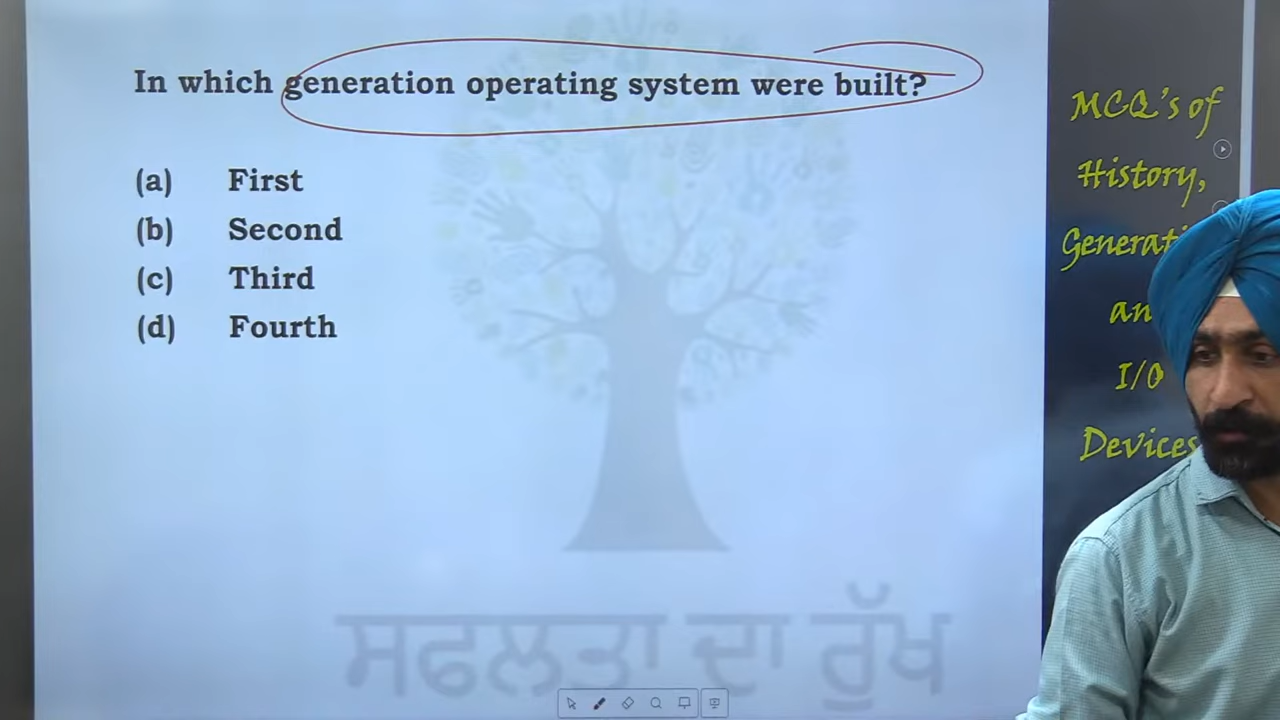 In which generation operating system were built?
(a) First
(b) Second
(c) Third
(d) Fourth
ਸਫਲਤਾ ਦਾ ਰੁੱਖ
MCQ's of
History,
I/O
Devices